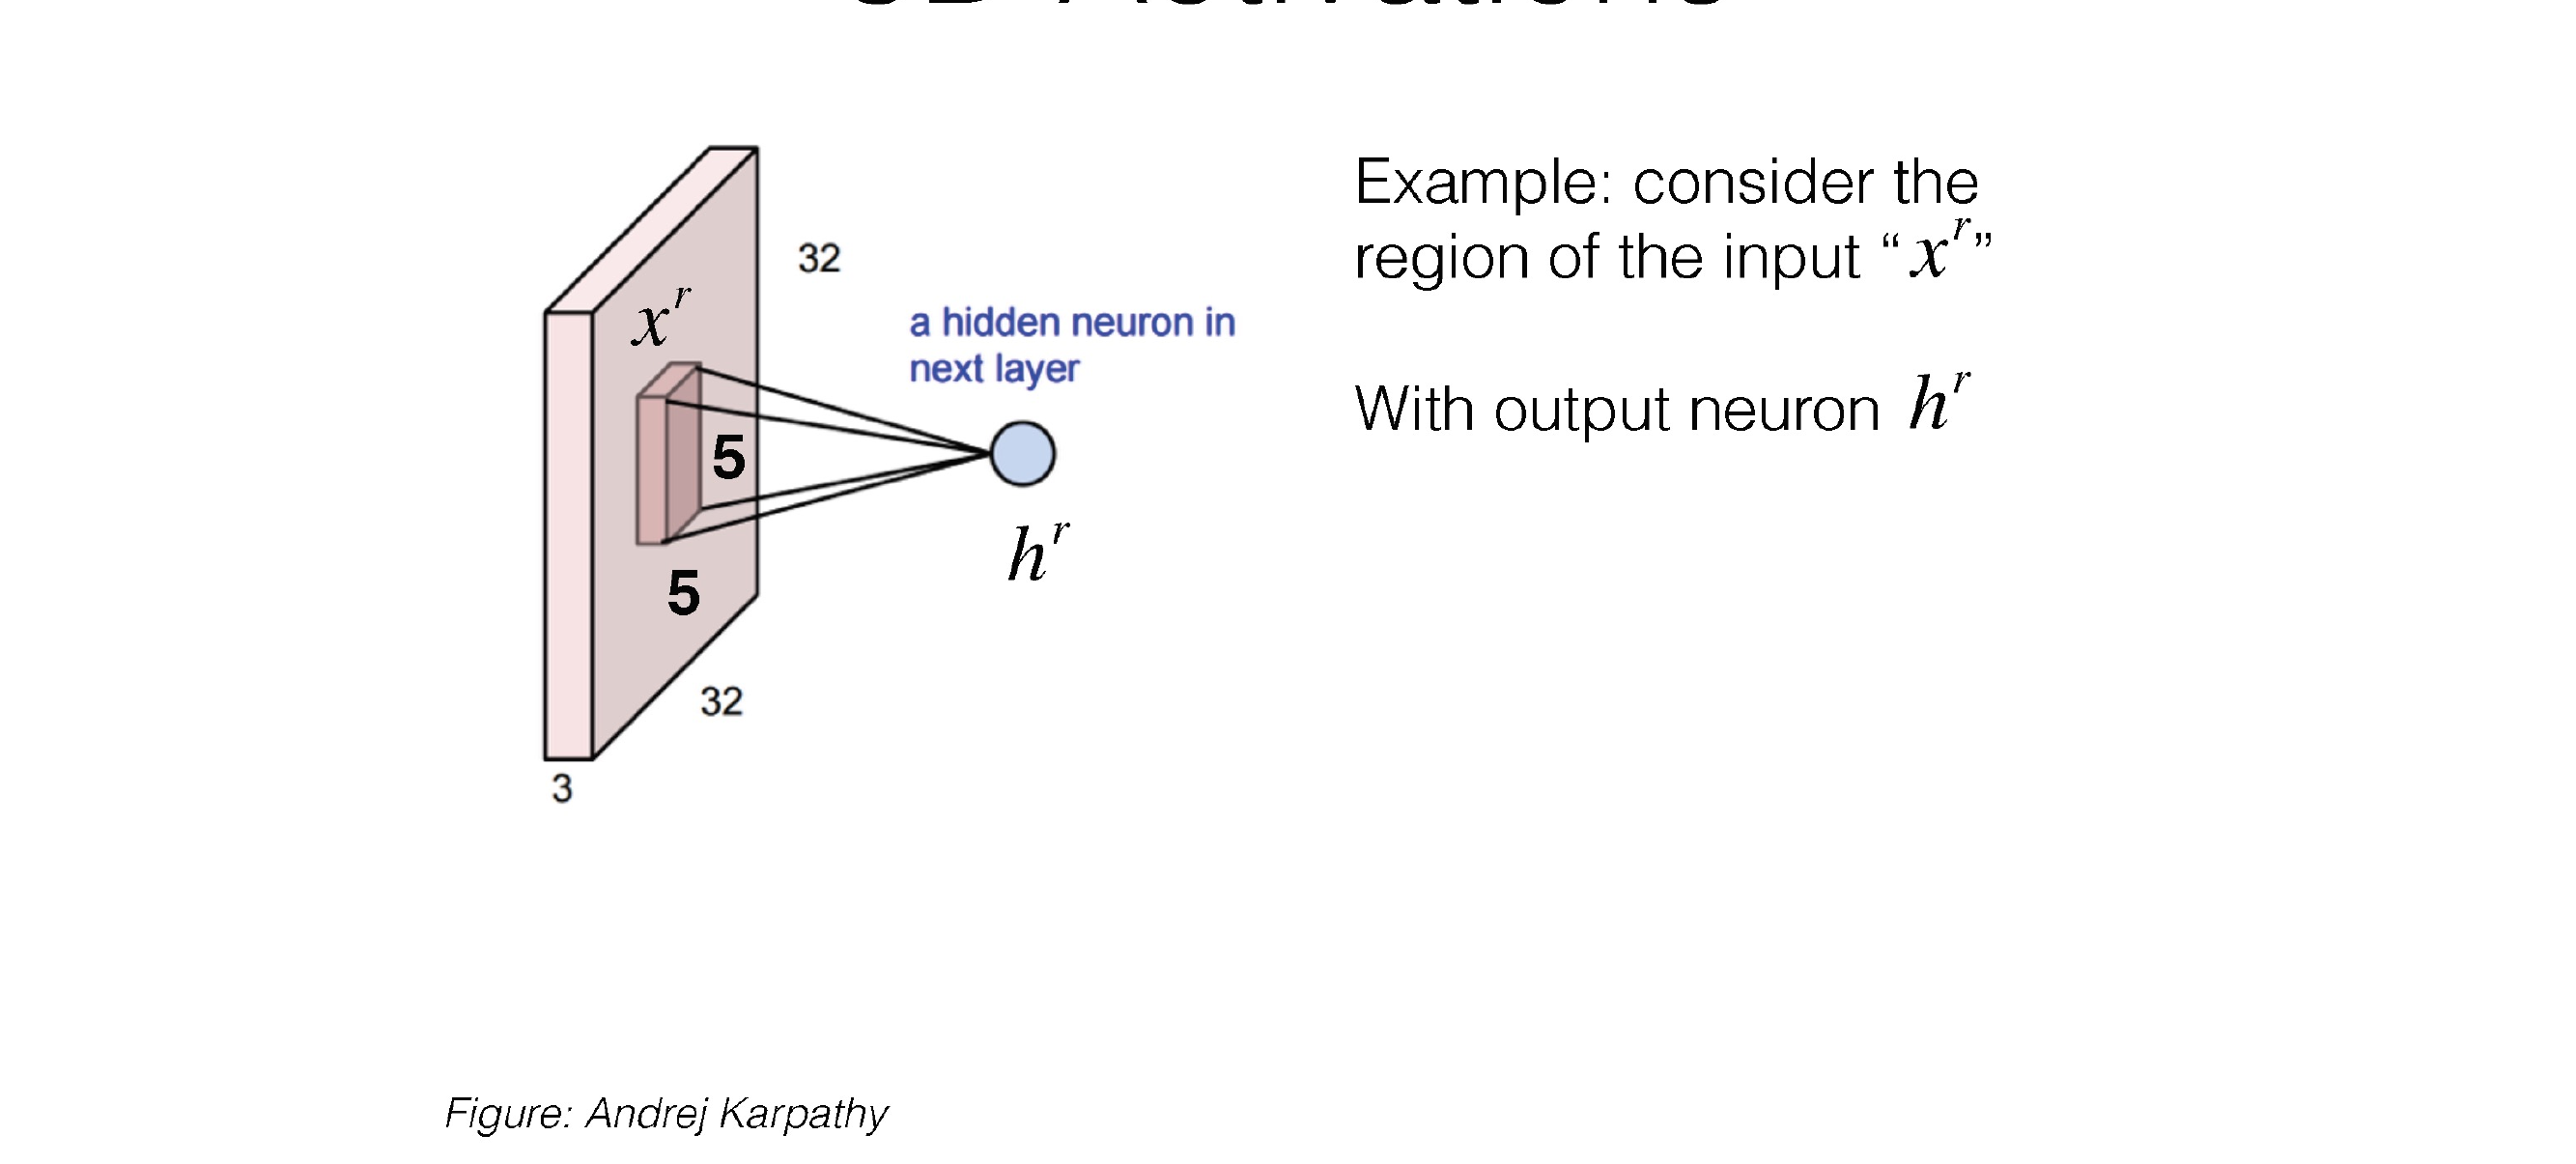 32
x^r
a hidden neuron in
next layer
5
5
h^r
32
3
Example: consider the
region of the input “x^r”
With output neuron h^r
Figure: Andrej Karpathy